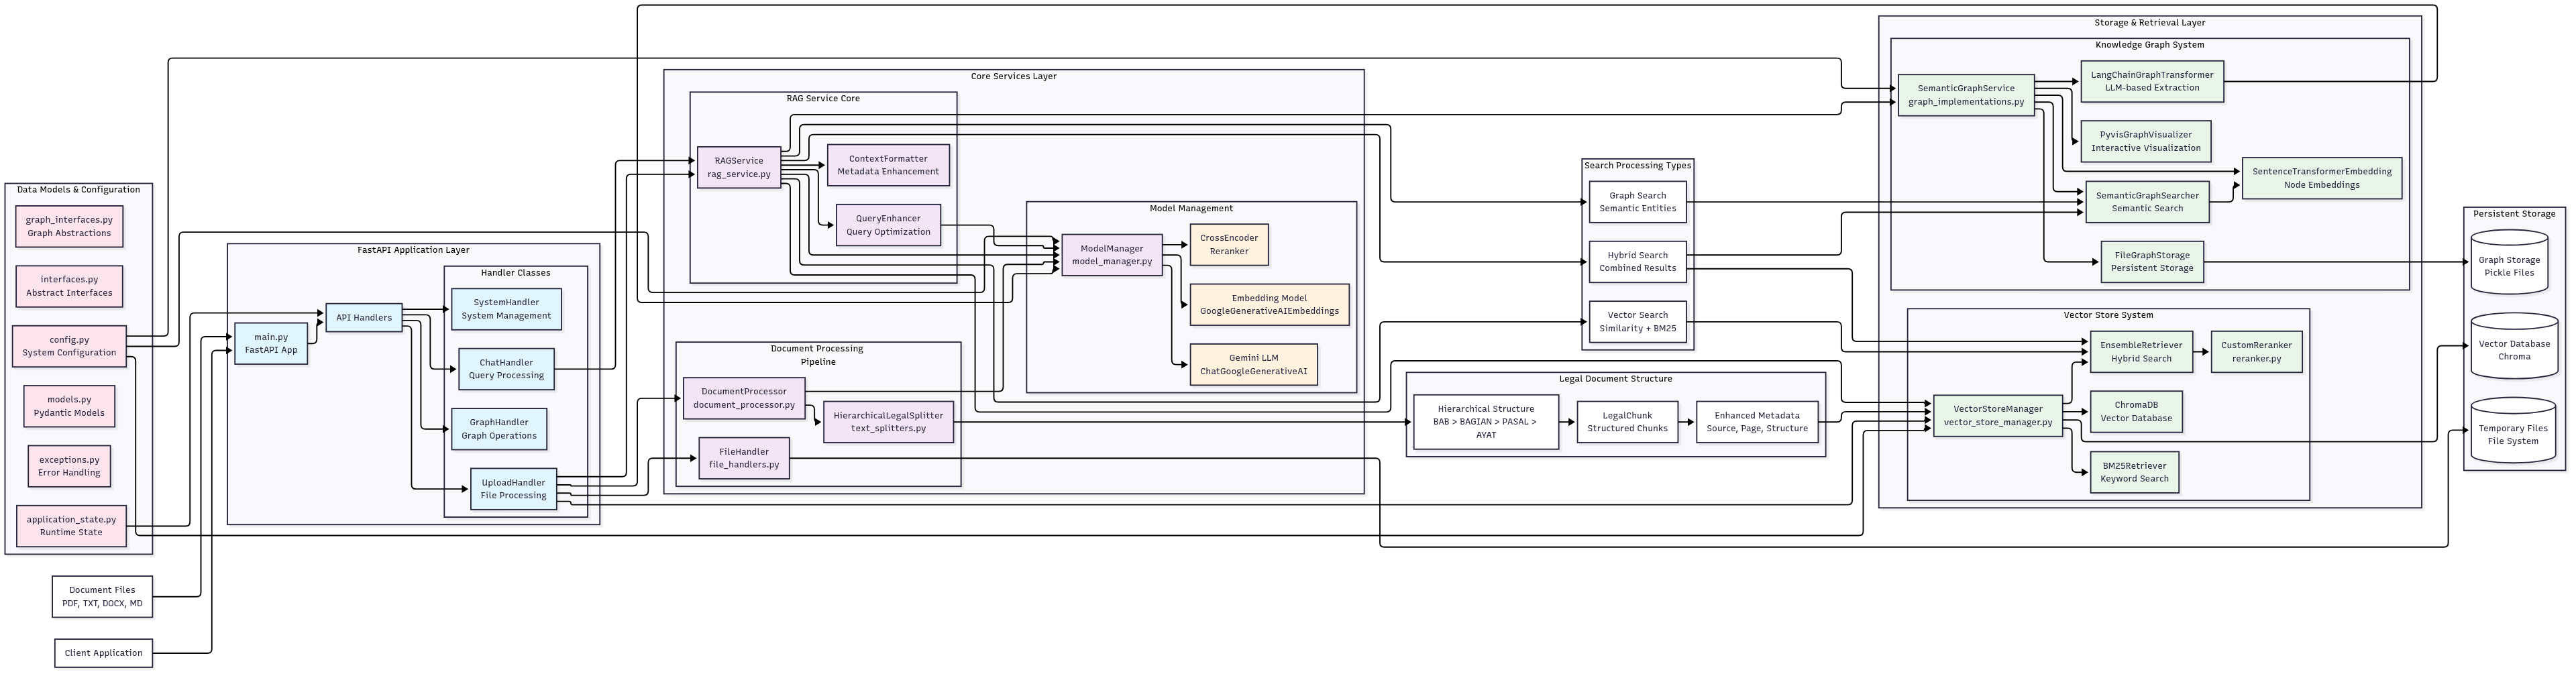 Data Models & Configuration
graph_interfaces.py
Graph Abstractions
interfaces.py
Abstract Interfaces
config.py
System Configuration
models.py
Pydantic Models
exceptions.py
Error Handling
application_state.py
Runtime State
Document Files
PDF, TXT, DOCX, MD
Client Application
FastAPI Application Layer
main.py
FastAPI App
API Handlers
Handler Classes
SystemHandler
System Management
ChatHandler
Query Processing
GraphHandler
Graph Operations
UploadHandler
File Processing
Core Services Layer
RAG Service Core
RAGService
rag_service.py
ContextFormatter
Metadata Enhancement
QueryEnhancer
Query Optimization
Model Management
ModelManager
model_manager.py
CrossEncoder
Reranker
Embedding Model
GoogleGenerativeAIEmbeddings
Gemini LLM
ChatGoogleGenerativeAI
Document Processing
Pipeline
DocumentProcessor
document_processor.py
HierarchicalLegalSplitter
text_splitters.py
FileHandler
file_handlers.py
Search Processing Types
Graph Search
Semantic Entities
Hybrid Search
Combined Results
Vector Search
Similarity + BM25
Legal Document Structure
Hierarchical Structure
BAB > BAGIAN > PASAL >
AYAT
LegalChunk
Structured Chunks
Enhanced Metadata
Source, Page, Structure
Storage & Retrieval Layer
Knowledge Graph System
SemanticGraphService
graph_implementations.py
LangChainGraphTransformer
LLM-based Extraction
PyvisGraphVisualizer
Interactive Visualization
SentenceTransformerEmbedding
Node Embeddings
SemanticGraphSearcher
Semantic Search
FileGraphStorage
Persistent Storage
Vector Store System
VectorStoreManager
vector_store_manager.py
EnsembleRetriever
Hybrid Search
CustomReranker
reranker.py
ChromaDB
Vector Database
BM25Retriever
Keyword Search
Persistent Storage
Graph Storage
Pickle Files
Vector Database
Chroma
Temporary Files
File System